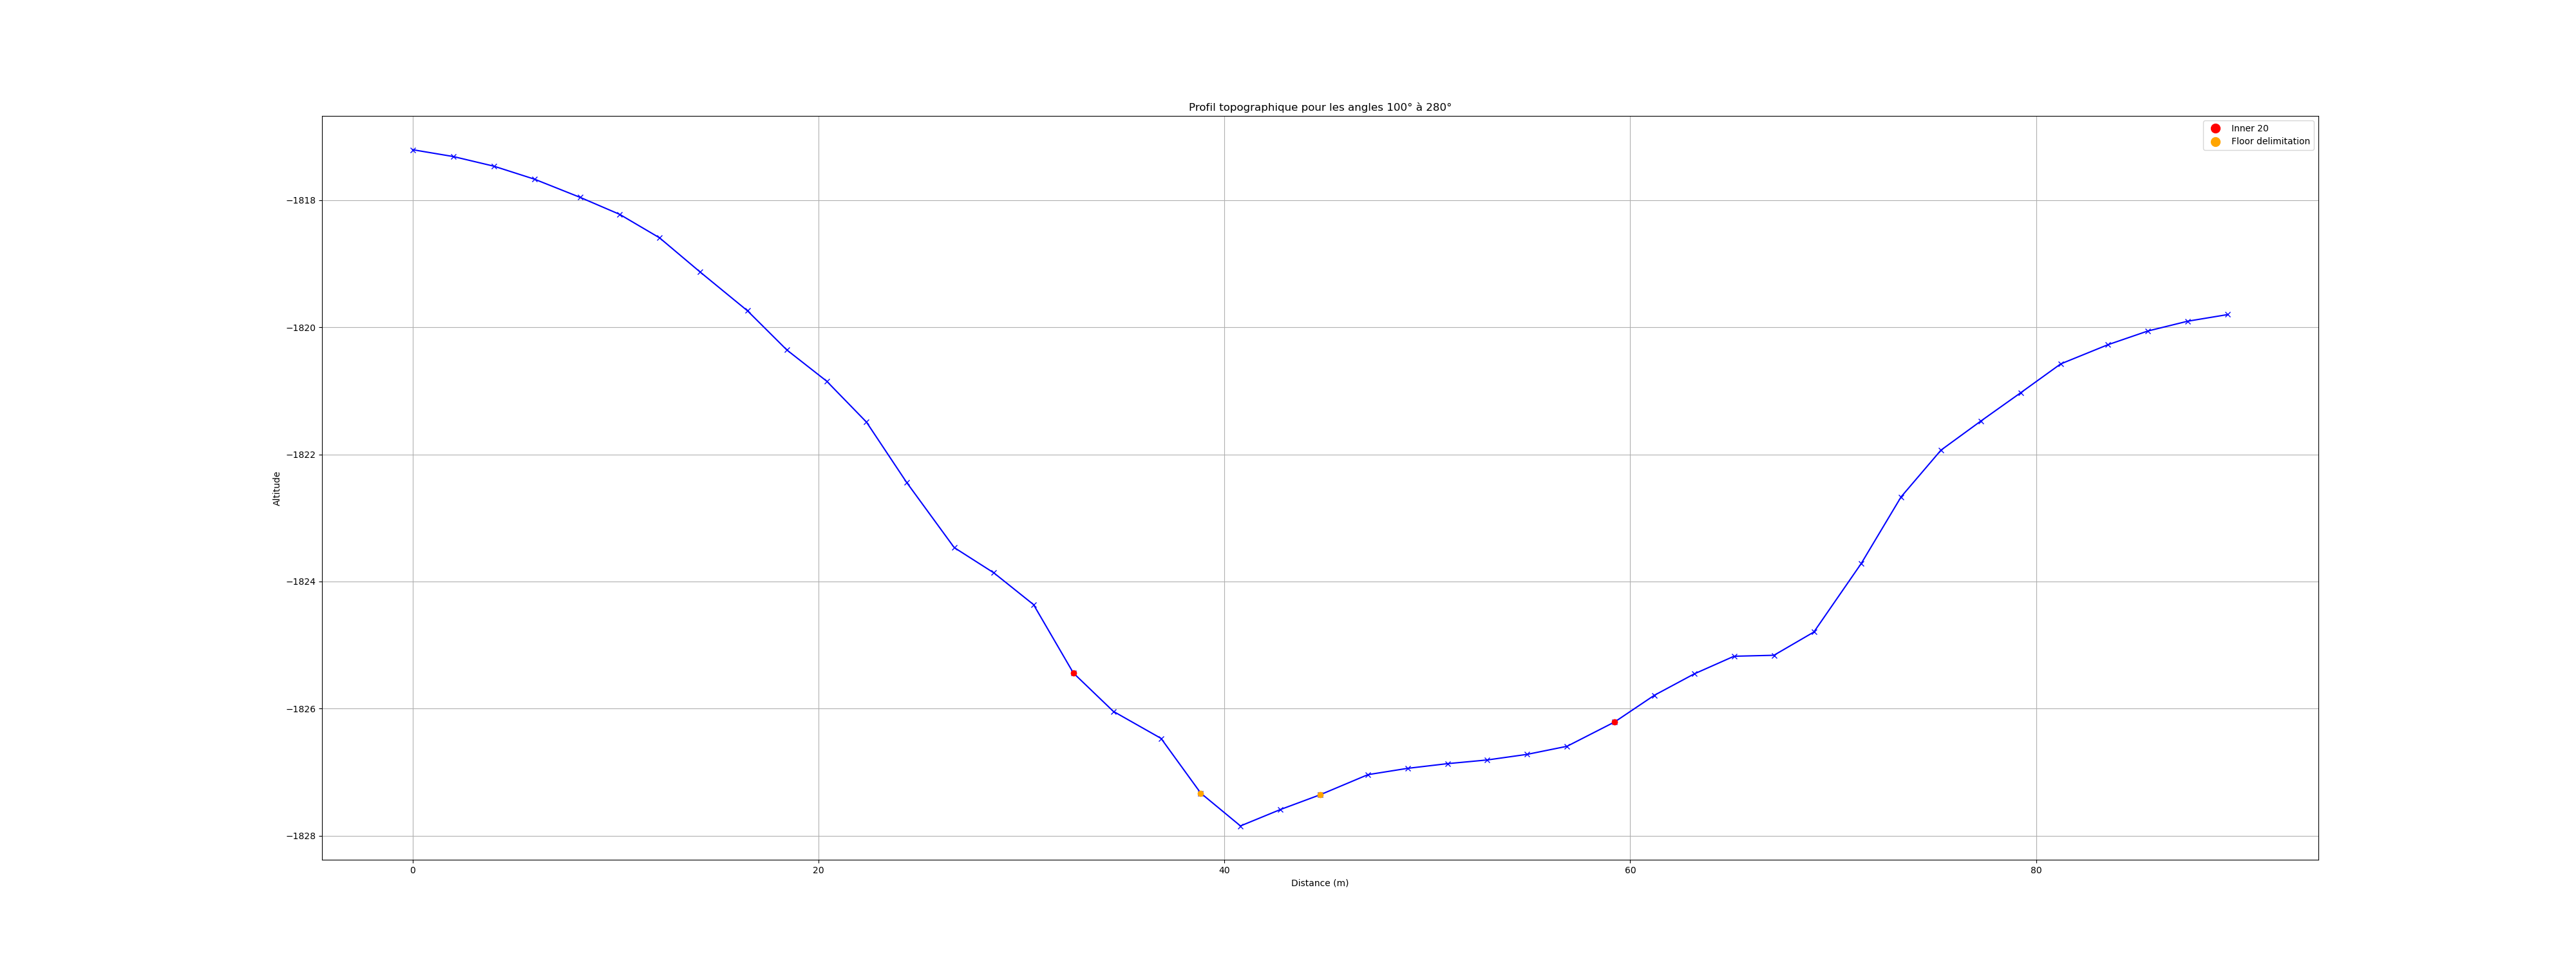 Profil topographique pour les angles 100° à 280°
Inner 20
Floor delimitation
Altitude
−1818
−1820
−1822
−1824
−1826
−1828
0
20
40
60
80
Distance (m)